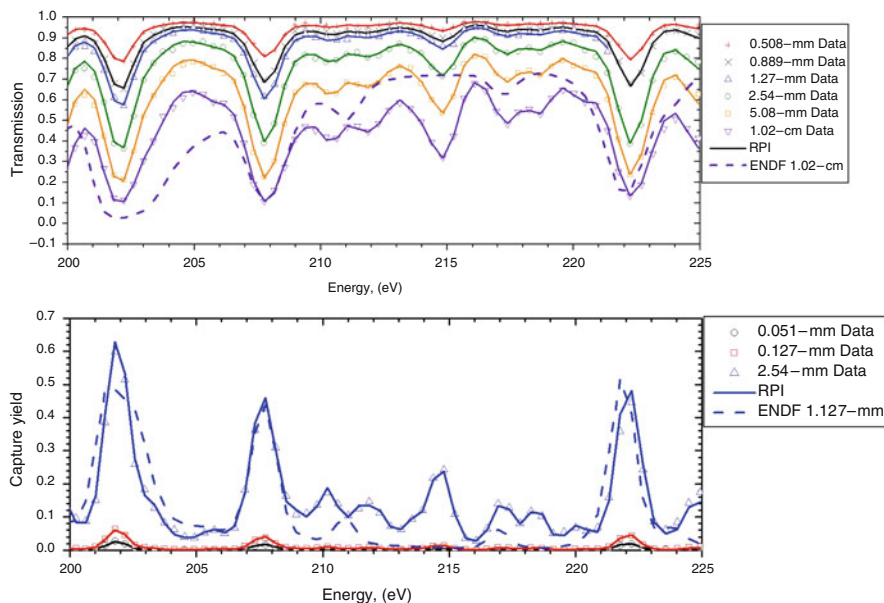 1.0
0.9
0.8
0.7
0.6
0.5
0.4
0.3
0.2
0.1
0.0
−0.1
Transmission
200 205 210 215 220 225
Energy, (eV)
0.508−mm Data
0.889−mm Data
1.27−mm Data
2.54−mm Data
5.08−mm Data
1.02−cm Data
RPI
ENDF 1.02−cm
0.7
0.6
0.5
0.4
0.3
0.2
0.1
0.0
Capture yield
200 205 210 215 220 225
Energy, (eV)
0.051−mm Data
0.127−mm Data
2.54−mm Data
RPI
ENDF 1.127−mm